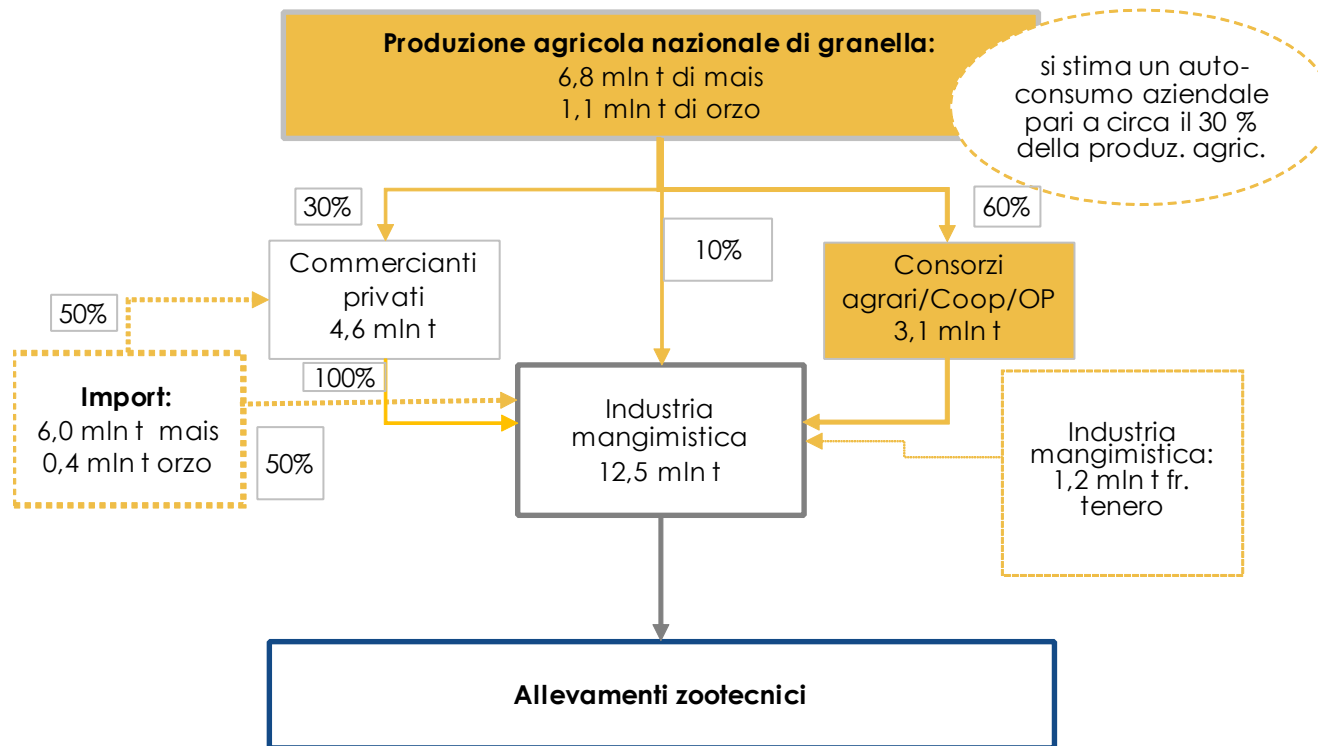 Produzione agricola nazionale di granella:
6,8 mln t di mais
1,1 mln t di orzo
si stima un auto-
consumo aziendale
pari a circa il 30 %
della produz. agric.
30%
10%
60%
Commercianti
privati
4,6 mln t
Consorzi
agrari/Coop/OP
3,1 mln t
50%
100%
Import:
6,0 mln t mais
0,4 mln t orzo
50%
Industria
mangimistica
12,5 mln t
Industria
mangimistica:
1,2 mln t fr.
tenero
Allevamenti zootecnici